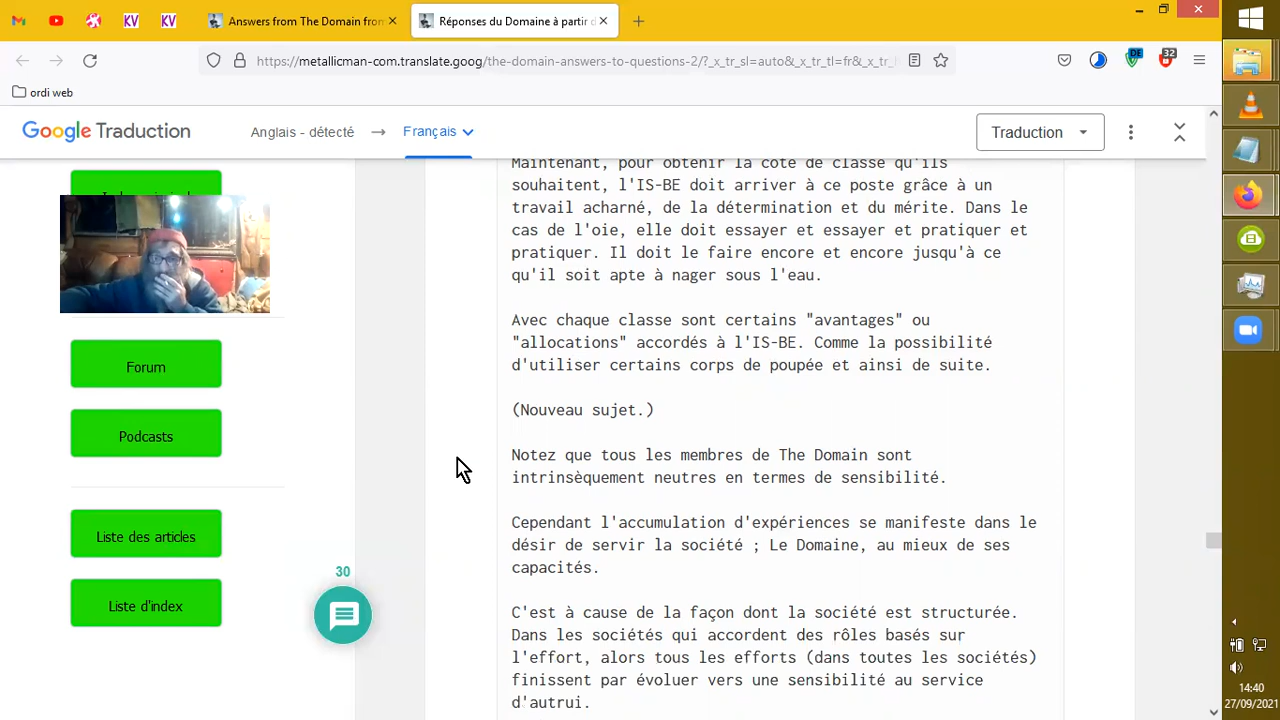 Answers from The Domain from
Réponses du Domaine à partir d
https://metallicman-com.translate.goog/the-domain-answers-to-questions-2/?_x_tr_sl=auto&_x_tr_tl=fr&_x_tr_
DE
32
ordi web
Google Traduction
Anglais - détecté
Français
Traduction
Maintenant, pour obtenir la cote de classe qu'ils
souhaitent, l'IS-BE doit arriver à ce poste grâce à un
travail acharné, de la détermination et du mérite. Dans le
cas de l'oie, elle doit essayer et essayer et pratiquer et
pratiquer. Il doit le faire encore et encore jusqu'à ce
qu'il soit apte à nager sous l'eau.
Avec chaque classe sont certains "avantages" ou
"allocations" accordés à l'IS-BE. Comme la possibilité
d'utiliser certains corps de poupée et ainsi de suite.
(Nouveau sujet.)
Notez que tous les membres de The Domain sont
intrinsèquement neutres en termes de sensibilité.
Cependant l'accumulation d'expériences se manifeste dans le
désir de servir la société ; Le Domaine, au mieux de ses
capacités.
C'est à cause de la façon dont la société est structurée.
Dans les sociétés qui accordent des rôles basés sur
l'effort, alors tous les efforts (dans toutes les sociétés)
finissent par évoluer vers une sensibilité au service
d'autrui.
Forum
Podcasts
Liste des articles
Liste d'index
30
KV
KV
14:40
27/09/2021